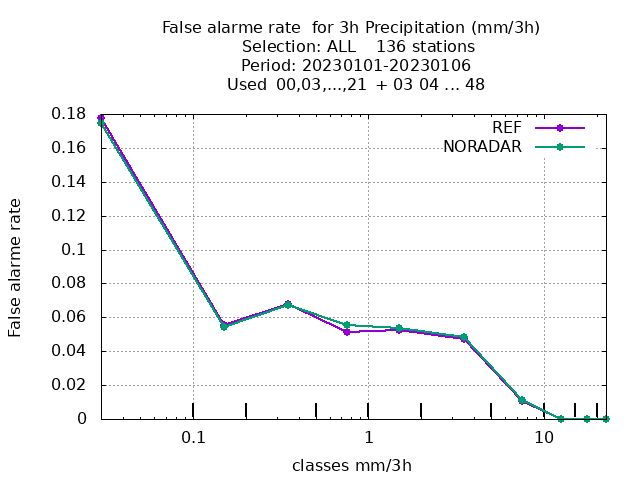 False alarme rate  for 3h Precipitation (mm/3h)
Selection: ALL    136 stations
Period: 20230101-20230106
Used  00,03,...,21  + 03 04 ... 48
REF
NORADAR
0.18
0.16
0.14
0.12
0.1
0.08
0.06
0.04
0.02
0
False alarme rate
0.1 1 10
classes mm/3h